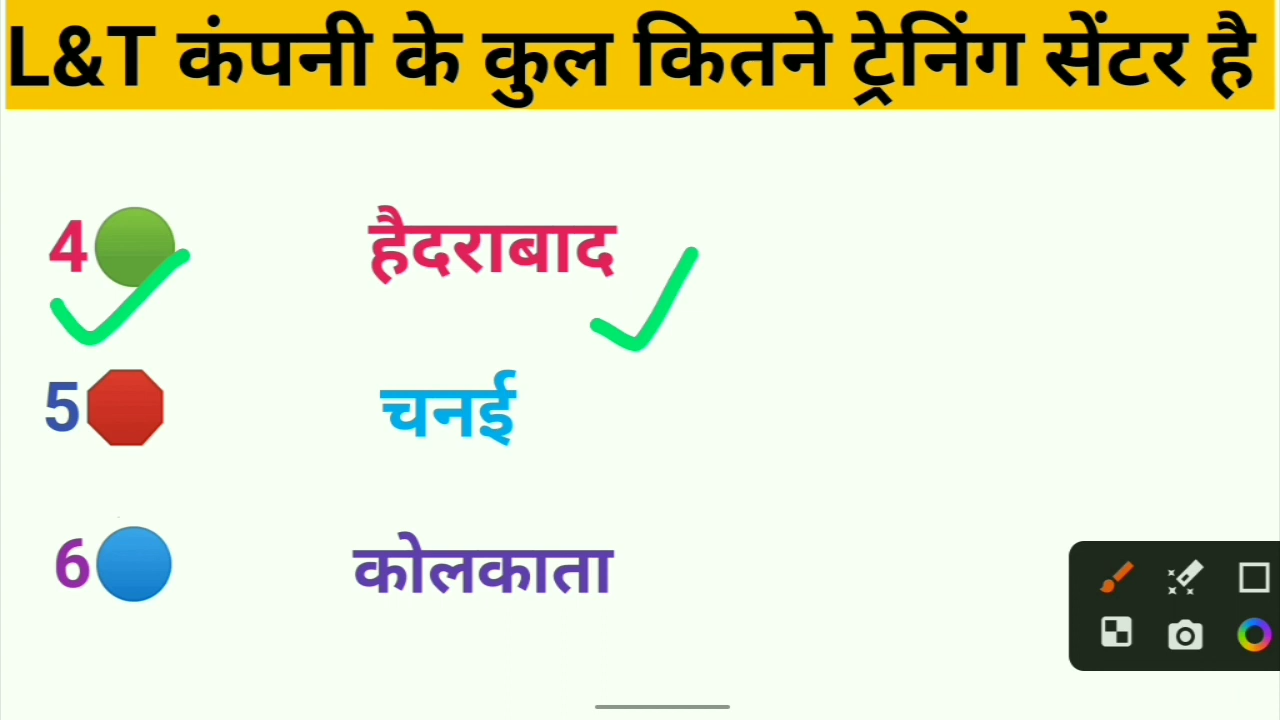 L&T कंपनी के कुल कितने ट्रेनिंग सेंटर है
4 हैदराबाद
5 चनई
6 कोलकाता